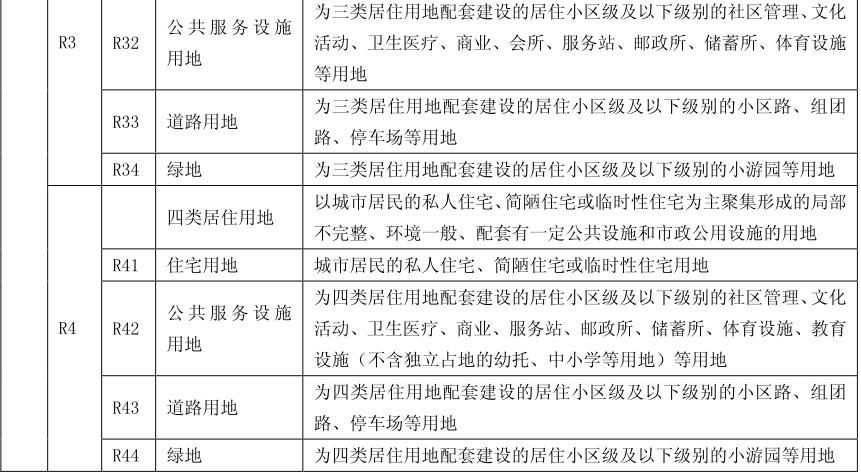 R3
R32
公共服务设施
用地
为三类居住用地配套建设的居住小区级及以下级别的社区管理、文化
活动、卫生医疗、商业、会所、服务站、邮政所、储蓄所、体育设施
等用地
R33
道路用地
为三类居住用地配套建设的居住小区级及以下级别的小区路、组团
路、停车场等用地
R34
绿地
为三类居住用地配套建设的居住小区级及以下级别的小游园等用地
R4
四类居住用地
以城市居民的私人住宅、简陋住宅或临时性住宅为主聚集形成的局部
不完整、环境一般、配套有一定公共设施和市政公用设施的用地
R41
住宅用地
城市居民的私人住宅、简陋住宅或临时性住宅用地
R42
公共服务设施
用地
为四类居住用地配套建设的居住小区级及以下级别的社区管理、文化
活动、卫生医疗、商业、服务站、邮政所、储蓄所、体育设施、教育
设施（不含独立占地的幼托、中小学等用地）等用地
R43
道路用地
为四类居住用地配套建设的居住小区级及以下级别的小区路、组团
路、停车场等用地
R44
绿地
为四类居住用地配套建设的居住小区级及以下级别的小游园等用地